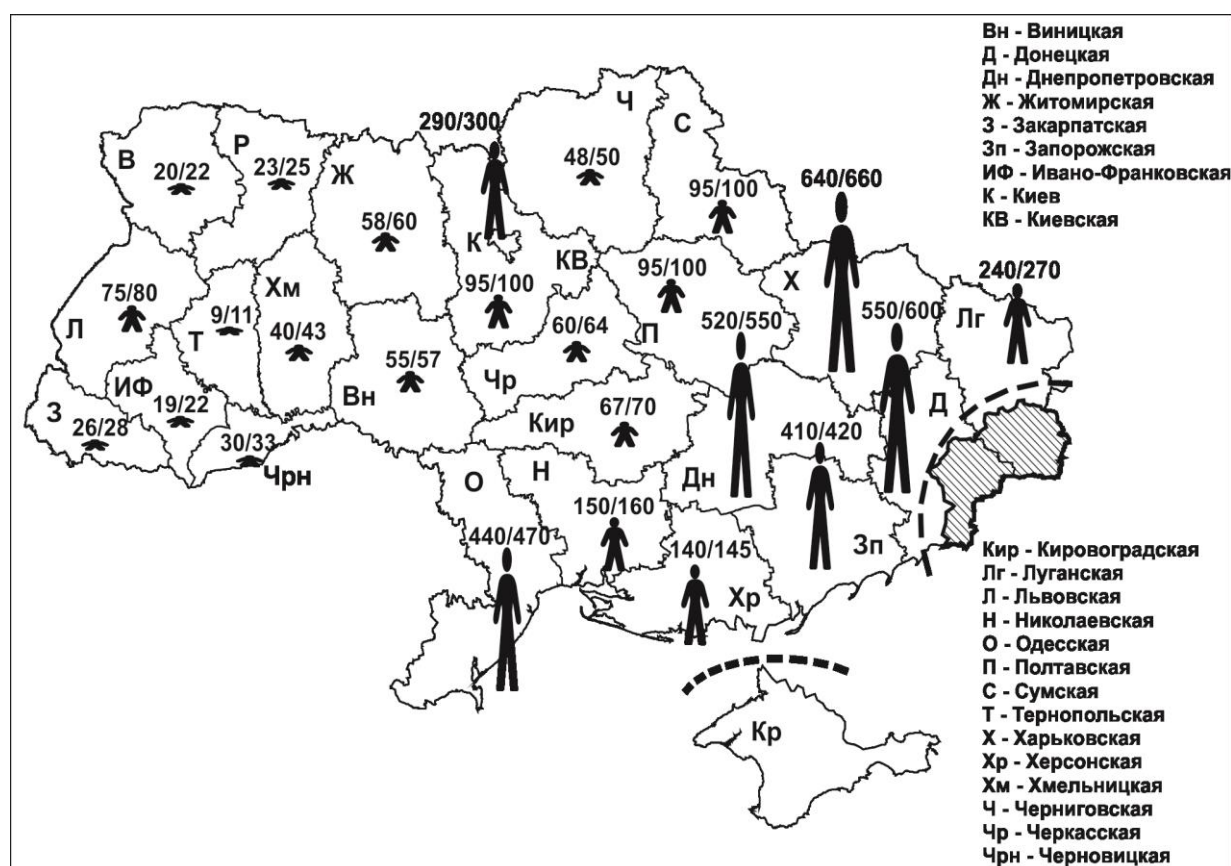 Вн - Виницкая
Д - Донецкая
Дн - Днепропетровская
Ж - Житомирская
З - Закарпатская
Зп - Запорожская
ИФ - Ивано-Франковская
К - Киев
КВ - Киевская
Ч
С
290/300
В
Р
20/22
23/25
Ж
48/50
95/100
640/660
58/60
К
КВ
95/100
Х
240/270
75/80
Хм
9/11
95/100
550/600
Лг
Л
Т
40/43
60/64
П
520/550
ИФ
55/57
Чр
Вн
З
19/22
Д
26/28
30/33
Кир
67/70
410/420
Черн
О
Н
Дн
150/160
440/470
140/145
Зп
Хр
Кр
Кир - Кировоградская
Лг - Луганская
Л - Львовская
Н - Николаевская
О - Одесская
П - Полтавская
С - Сумская
Т - Тернопольская
Х - Харьковская
Хр - Херсонская
Хм - Хмельницкая
Ч - Черниговская
Чр - Черкасская
Чрн - Черновицкая